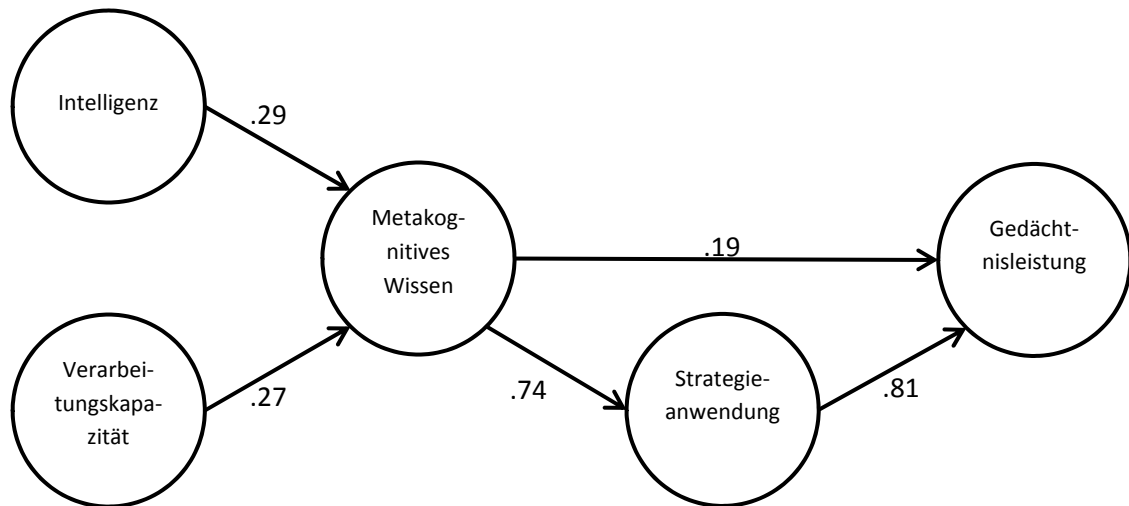 Intelligenz
.29
Metakog-
nitives
Wissen
.19
Gedächt-
nisleistung
Verarbei-
tungskapa-
zität
.27
.74
Strategie-
anwendung
.81